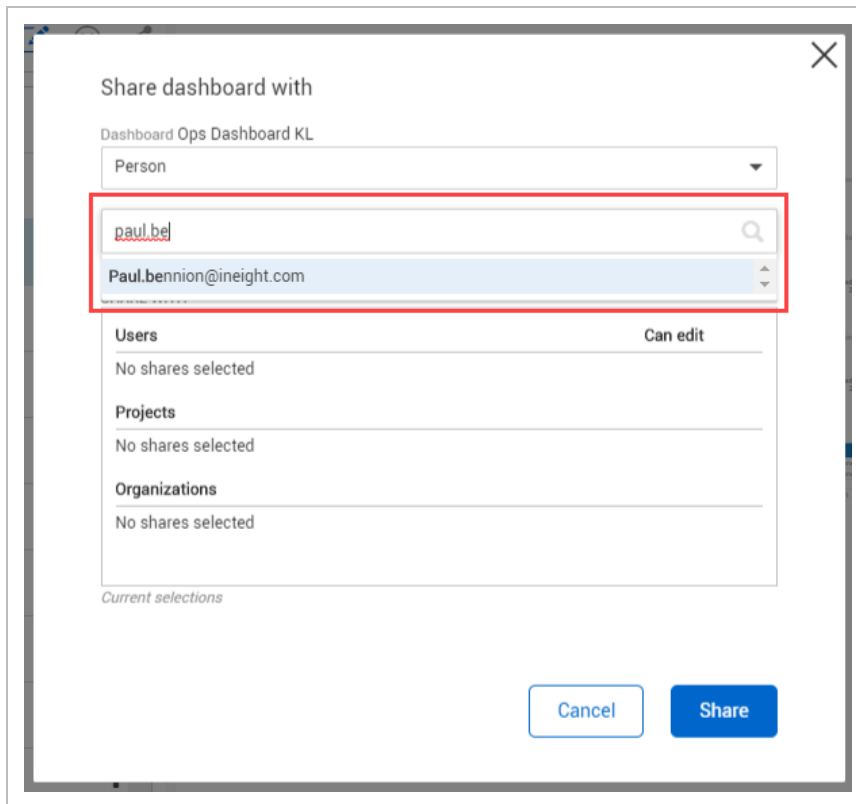 Share dashboard with
Dashboard Ops Dashboard KL
Person
paul.be
Paul.bennion@ineight.com
Users Can edit
No shares selected
Projects
No shares selected
Organizations
No shares selected
Current selections
Cancel Share